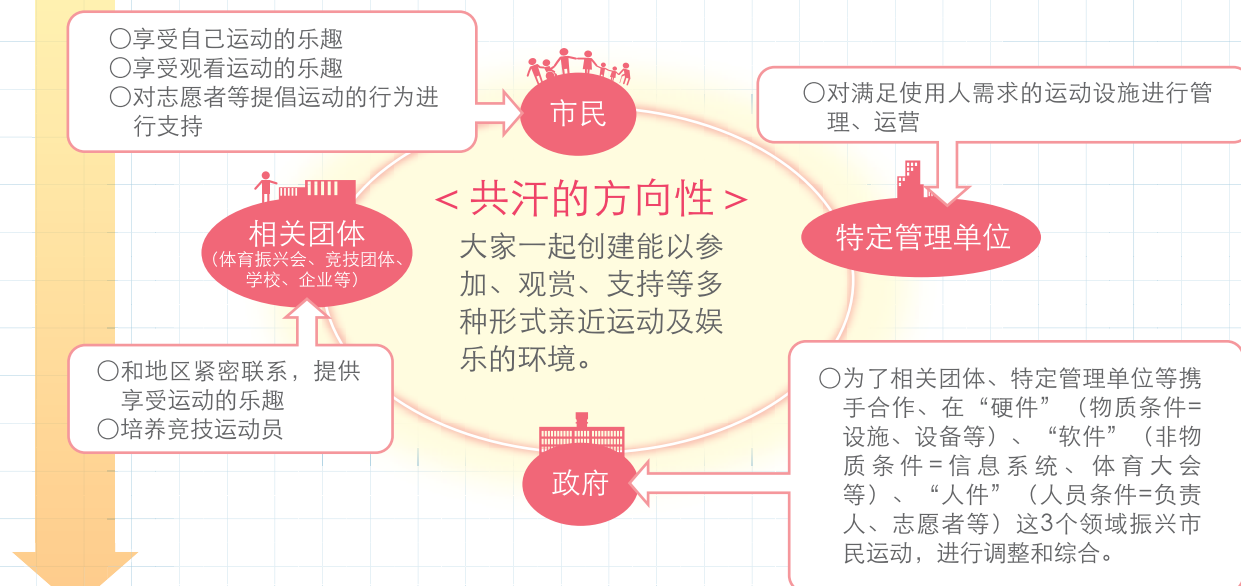 ○享受自己运动的乐趣
○享受观看运动的乐趣
○对志愿者等提倡运动的行为进
行支持
市民
○对满足使用人需求的运动设施进行管
理、运营
相关团体
（体育振兴会、竞技团体、
学校、企业等）
＜共汗的方向性＞
大家一起创建能以参
加、观赏、支持等多
种形式亲近运动及娱
乐的环境。
特定管理单位
○和地区紧密联系，提供
享受运动的乐趣
○培养竞技运动员
政府
○为了相关团体、特定管理单位等携
手合作、在“硬件”（物质条件=
设施、设备等）、“软件”（非物
质条件=信息系统、体育大会
等）、“人件”（人员条件=负责
人、志愿者等）这3个领域振兴市
民运动，进行调整和综合。